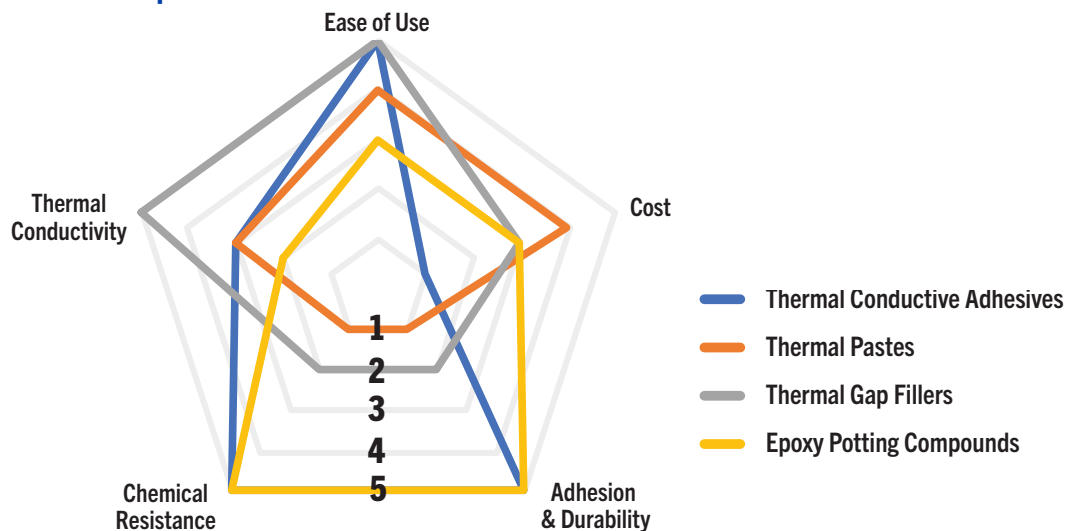 Ease of Use
Cost
Thermal
Conductivity
1
2
3
4
5
Chemical
Resistance
Adhesion
& Durability
Thermal Conductive Adhesives
Thermal Pastes
Thermal Gap Fillers
Epoxy Potting Compounds